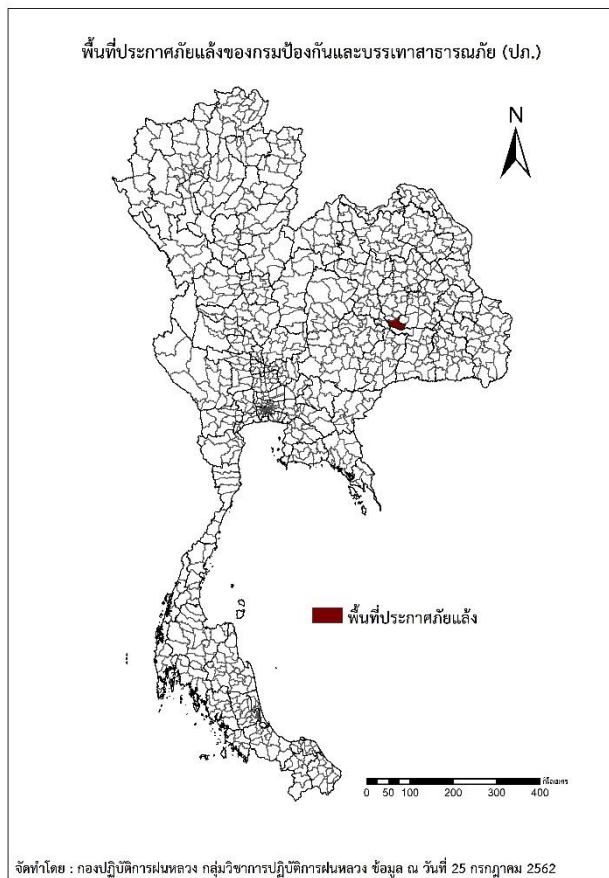 พื้นที่ประกาศภัยแล้งของกรมป้องกันและบรรเทาสาธารณภัย (ปภ.)
N
พื้นที่ประกาศภัยแล้ง
กิโลเมตร
0 50 100 200 300 400
จัดทำโดย : กองปฏิบัติการฝนหลวง กลุ่มวิชาการปฏิบัติการฝนหลวง ข้อมูล ณ วันที่ 25 กรกฎาคม 2562